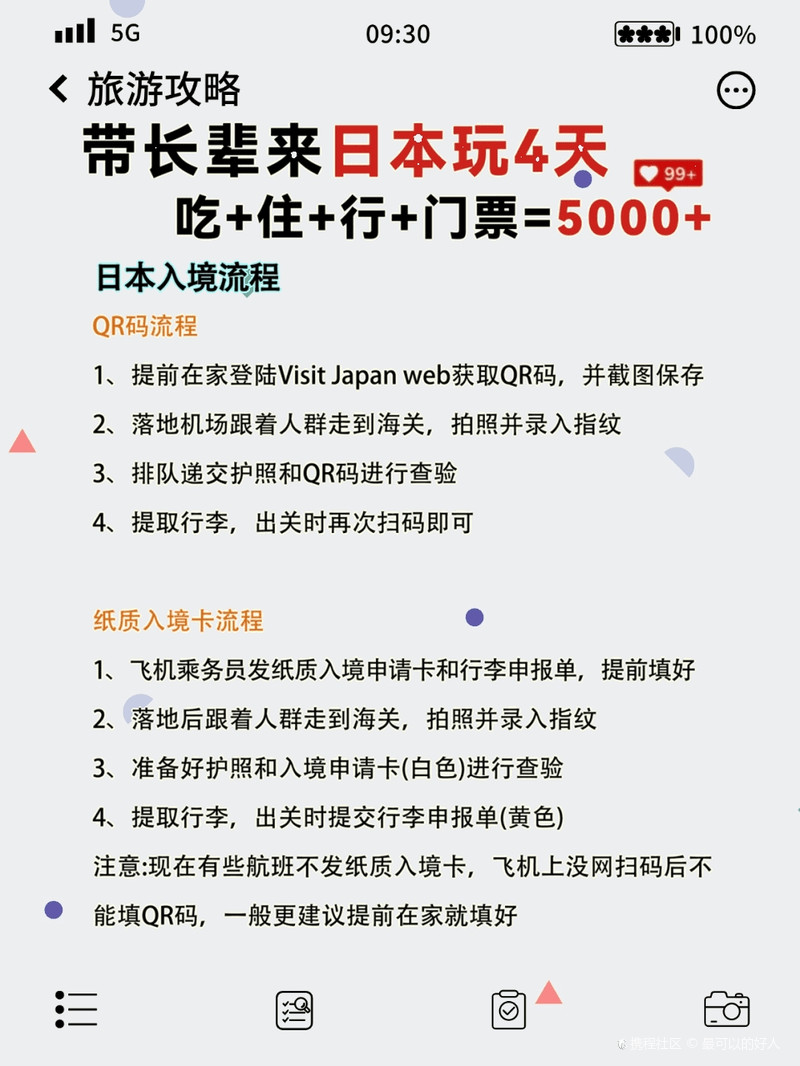 5G 09:30 100%
旅游攻略
带长辈来日本玩4天
99+
吃+住+行+门票=5000+
日本入境流程
QR码流程
1、提前在家登陆Visit Japan web获取QR码，并截图保存
2、落地机场跟着人群走到海关，拍照并录入指纹
3、排队递交护照和QR码进行查验
4、提取行李，出关时再次扫码即可
纸质入境卡流程
1、飞机乘务员发纸质入境申请卡和行李申报单，提前填好
2、落地后跟着人群走到海关，拍照并录入指纹
3、准备好护照和入境申请卡(白色)进行查验
4、提取行李，出关时提交行李申报单(黄色)
注意:现在有些航班不发纸质入境卡，飞机上没网扫码后不
能填QR码，一般更建议提前在家就填好
携程社区 © 最可以的好人